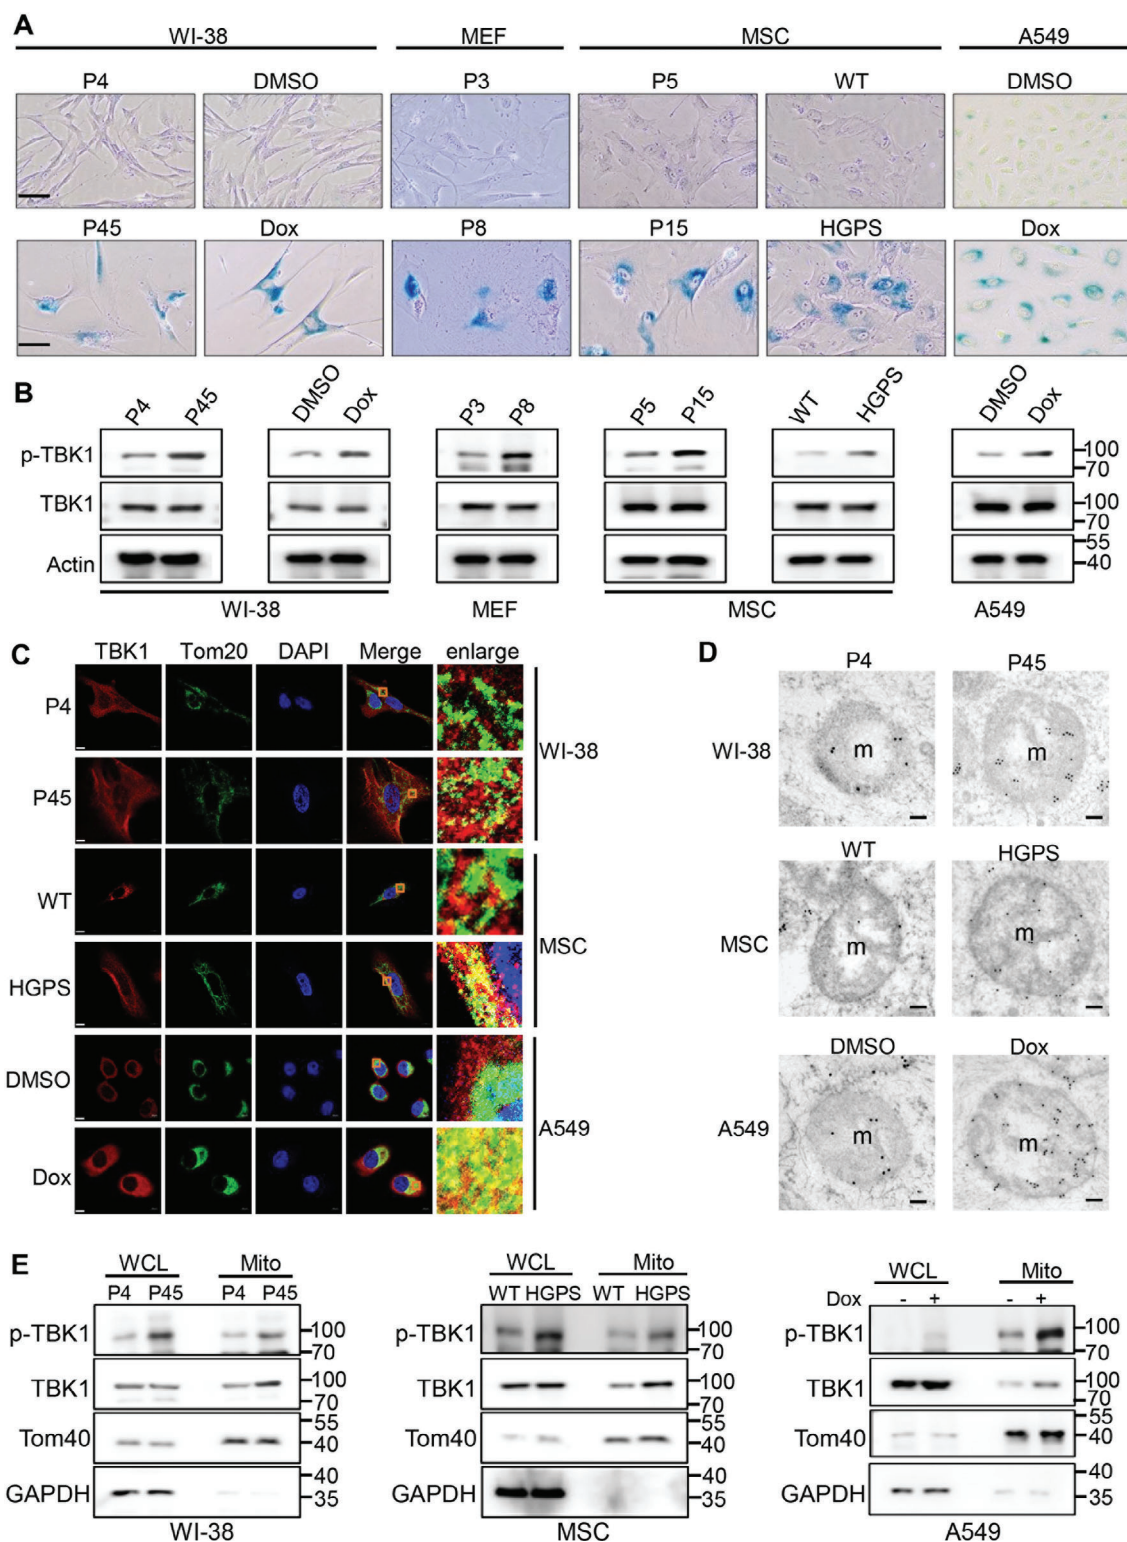 A
WI-38 MEF MSC A549
P4 DMSO P3 P5 WT DMSO
P45 Dox P8 P15 HGPS Dox
B
P4 P45 DMSO Dox P3 P8 P5 P15 WT HGPS DMSO Dox
p-TBK1 100
70
TBK1 100
70
Actin 55
40
WI-38 MEF MSC A549
C
TBK1 Tom20 DAPI Merge enlarge
P4
WI-38
P45
WT
MSC
HGPS
DMSO
A549
Dox
D
P4 P45
WI-38 m m
WT HGPS
MSC m m
DMSO Dox
A549 m m
E
WCL Mito
P4 P45 P4 P45
p-TBK1 100
70
TBK1 100
70
Tom40 55
40
GAPDH 40
35
WI-38
WCL Mito
WT HGPS WT HGPS
p-TBK1 100
70
TBK1 100
70
Tom40 55
40
GAPDH 40
35
MSC
WCL Mito
Dox - + - +
p-TBK1 100
70
TBK1 100
70
Tom40 55
40
GAPDH 40
35
A549